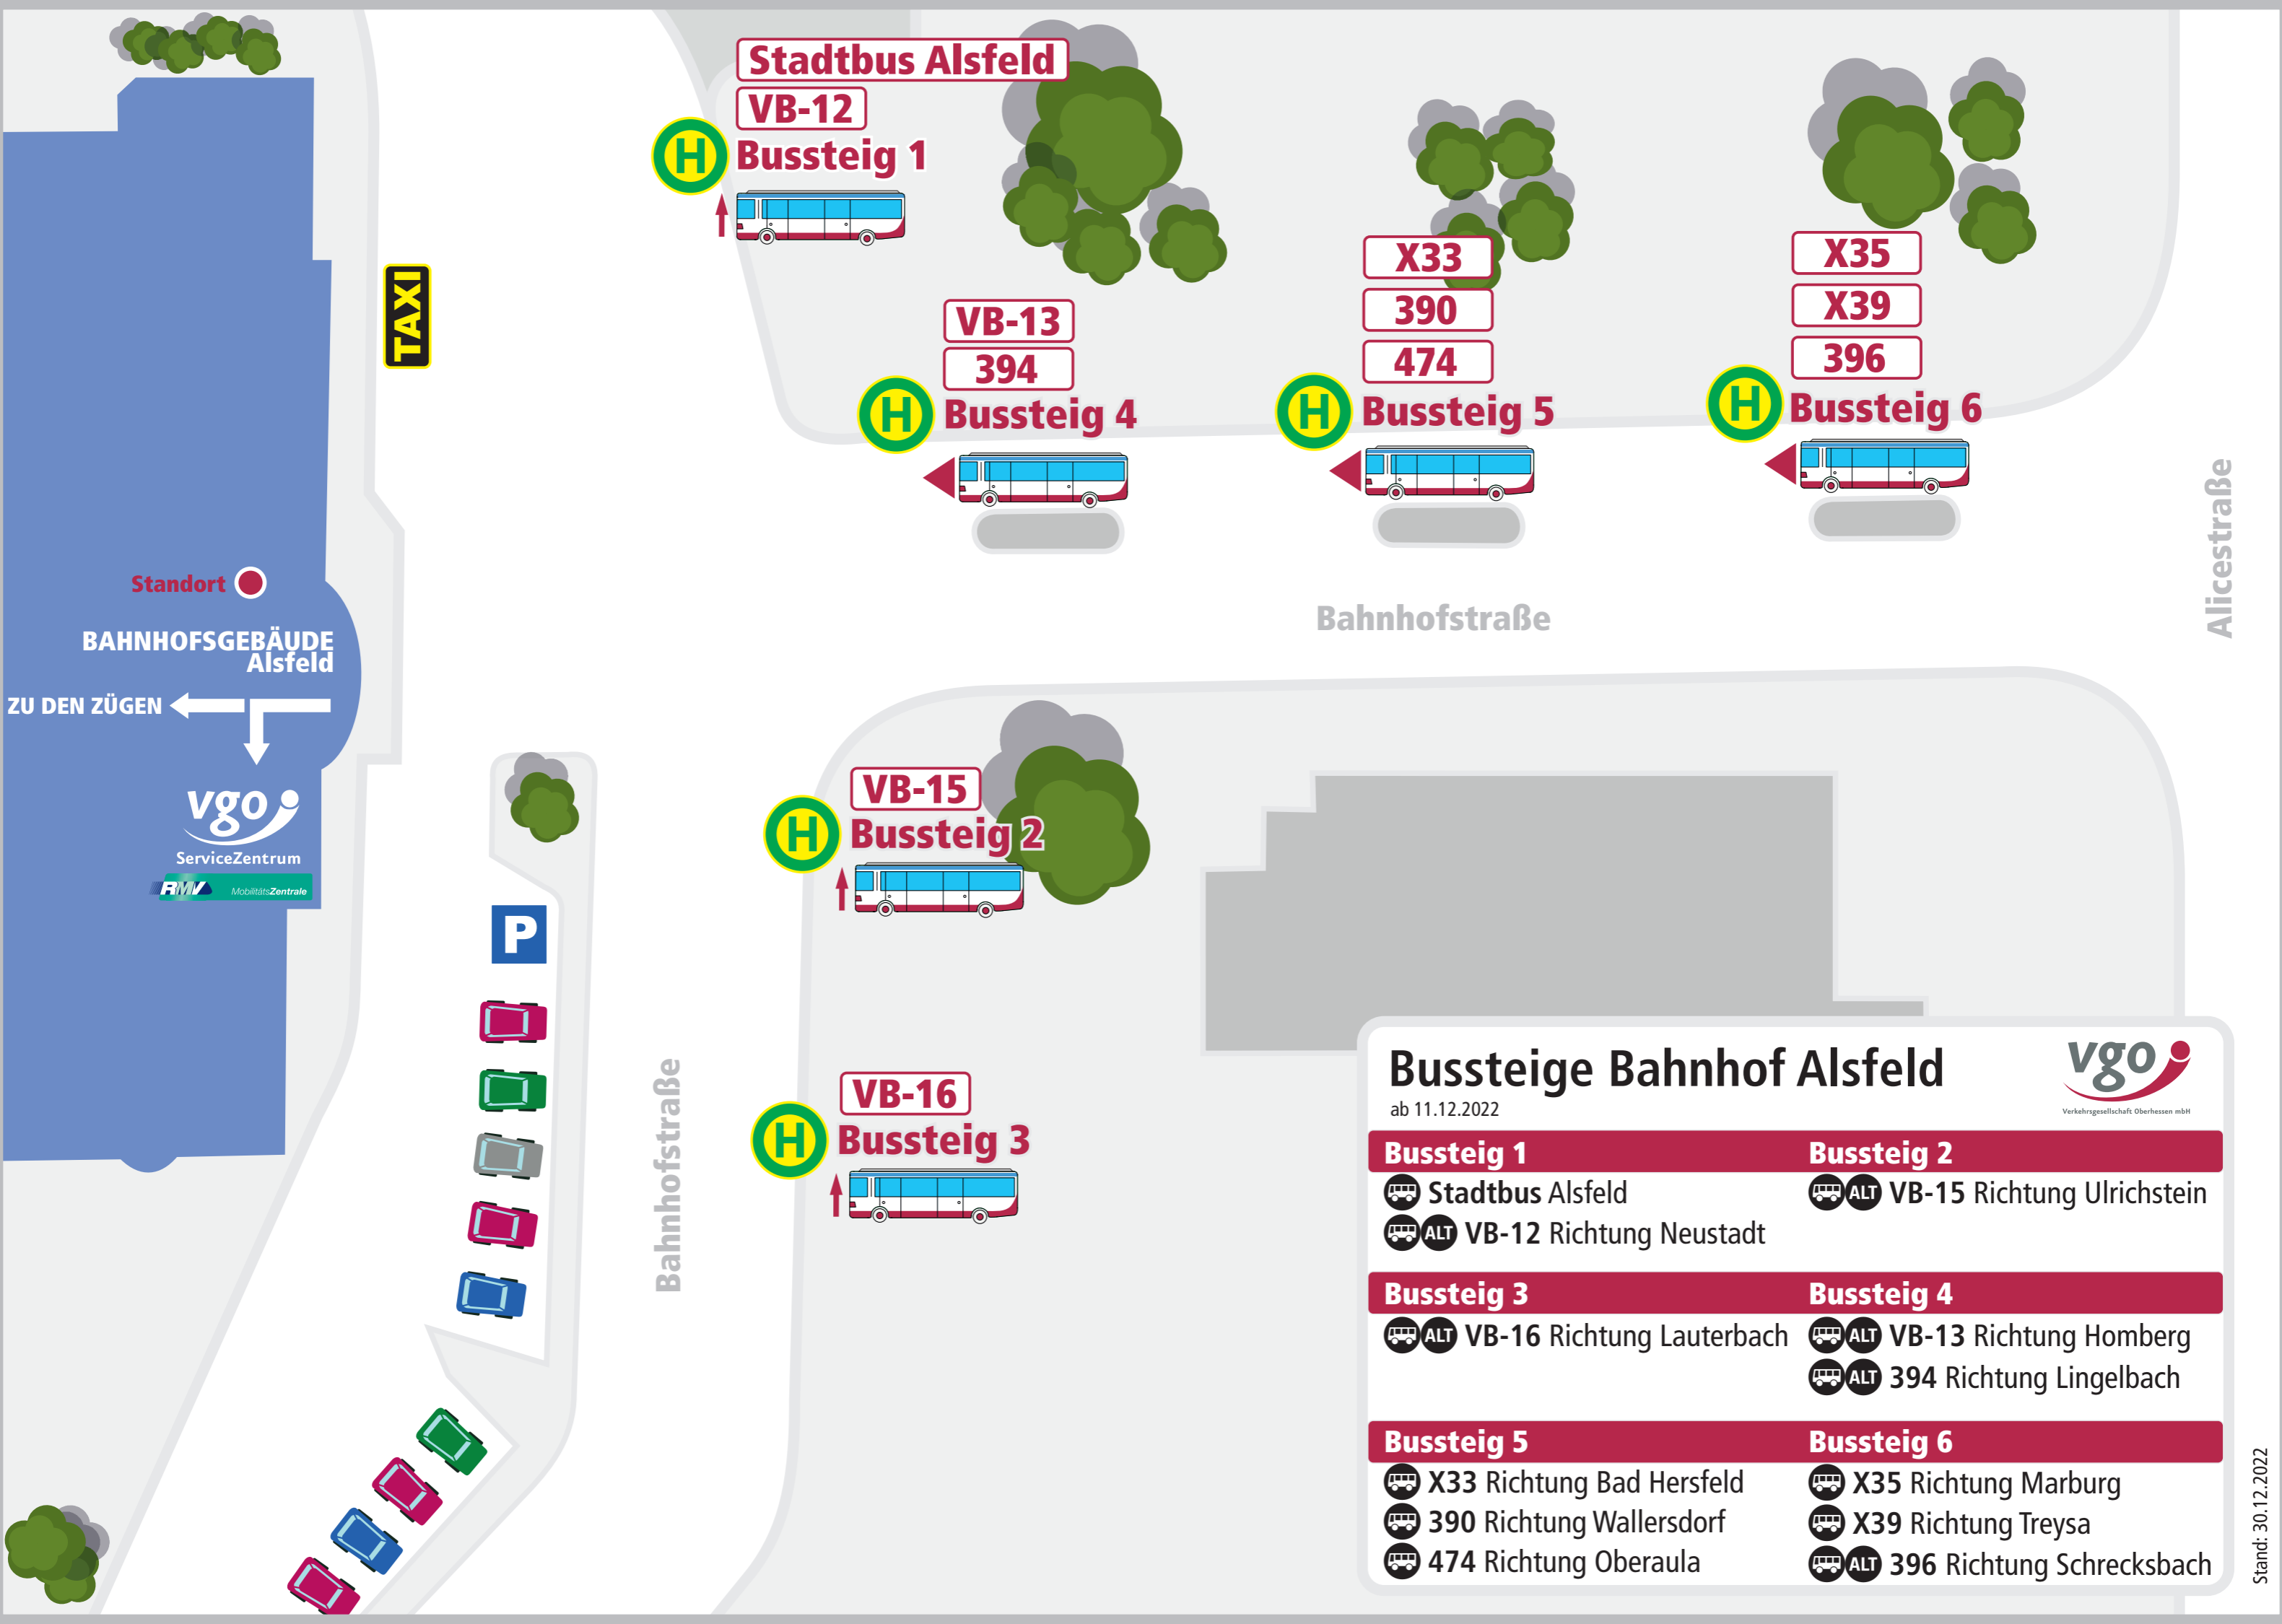 Stadtbus Alsfeld
VB-12
H Bussteig 1
TAXI
VB-13
394
H Bussteig 4
X33
390
474
H Bussteig 5
X35
X39
396
H Bussteig 6
Alicestraße
Bahnhofstraße
Standort
BAHNHOFSGEBÄUDE
Alsfeld
ZU DEN ZÜGEN
vgo
ServiceZentrum
RMV MobilitätsZentrale
P
VB-15
H Bussteig 2
Bahnhofstraße
VB-16
H Bussteig 3
Bussteige Bahnhof Alsfeld
ab 11.12.2022
vgo
Verkehrsgesellschaft Oberhessen mbH
Bussteig 1
Stadtbus Alsfeld
ALT VB-12 Richtung Neustadt
Bussteig 2
ALT VB-15 Richtung Ulrichstein
Bussteig 3
ALT VB-16 Richtung Lauterbach
Bussteig 4
ALT VB-13 Richtung Homberg
ALT 394 Richtung Lingelbach
Bussteig 5
X33 Richtung Bad Hersfeld
390 Richtung Wallersdorf
474 Richtung Oberaula
Bussteig 6
X35 Richtung Marburg
X39 Richtung Treysa
ALT 396 Richtung Schrecksbach
Stand: 30.12.2022